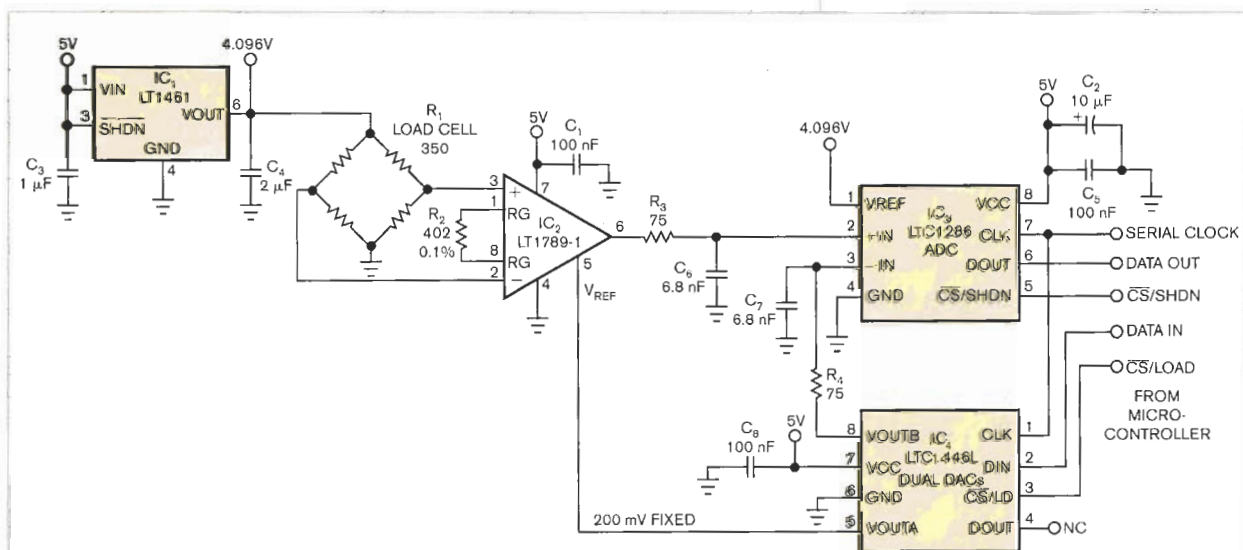 5V
4.096V
IC1
LT1461
1
VIN
VOUT
6
3
SHDN
GND
4
C3
1 µF
C4
2 µF
R1
LOAD CELL
350
5V
C1
100 nF
7
3
+
1
RG
IC2
LT1789-1
R2
402
0.1%
8
RG
2
−
4
6
5
VREF
R3
75
C6
6.8 nF
4.096V
5V
C2
10 µF
+
C5
100 nF
1
VREF
VCC
8
IC3
LTC1286
ADC
2
+IN
CLK
7
SERIAL CLOCK
3
−IN
DOUT
6
DATA OUT
4
GND
CS/SHDN
5
CS/SHDN
C7
6.8 nF
DATA IN
CS/LOAD
FROM
MICRO-
CONTROLLER
R4
75
5V
C8
100 nF
8
VOUTB
IC4
LTC1446L
DUAL DACs
CLK
1
7
VCC
DIN
2
6
GND
CS/LD
3
200 mV FIXED
5
VOUTA
DOUT
4
NC